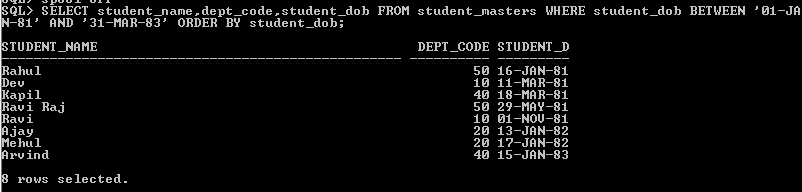 SQL> spool off
SQL> SELECT student_name,dept_code,student_dob FROM student_masters WHERE student_dob BETWEEN '01-JA
N-81' AND '31-MAR-83' ORDER BY student_dob;
STUDENT_NAME DEPT_CODE STUDENT_D
-------------------------------------------------- ---------- ---------
Rahul 50 16-JAN-81
Dev 10 11-MAR-81
Kapil 40 18-MAR-81
Ravi Raj 50 29-MAY-81
Ravi 10 01-NOV-81
Ajay 20 13-JAN-82
Mehul 20 17-JAN-82
Arvind 40 15-JAN-83
8 rows selected.